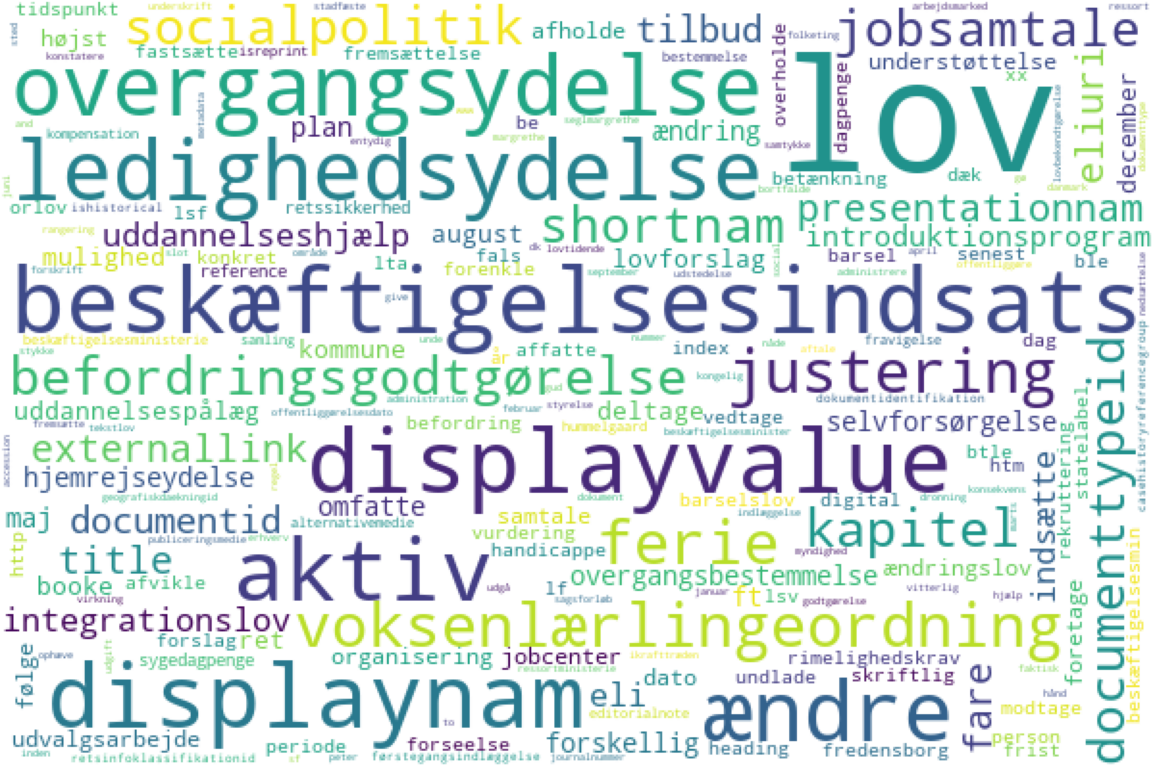 tidspunkt underskrift stadfæste arbejdsmarked ressort
socialpolitik afholde tilbud folketing jobsamtale
sted højst konstatere fastsætte isreprint fremsættelse bestemmelse overholde understøttelse
overgangsydelse lov xx eliuri december
and kompensation metadata plan entydig www be margrethe seglmargrethe ændring samtykke dagpenge lovbekendtgørelse dokumenttype
ledighedsydelse betænkning dæk ge danmark
juni orlov ishistorical lsf retssikkerhed bortfalde presentationnam
rangering uddannelseshjælp august shortnam introduktionsprogram
mulighed slot konkret område lta fals dk lovtidende lovforslag social barsel april senest
forskrift reference forenkle september udstedelse administrere offentliggøre ble
beskæftigelsesindsats give nedsættelse
beskæftigelsesministerie samling kommune unde år affatte nummer index nåde aftale fravigelse dag
stykke befordringsgodtgørelse gud kongelig justering
uddannelsespålæg administration offentliggørelsesdato februar styrelse deltage vedtage dokumentidentifikation
fremsætte tekstlov befordring hummelgaard beskæftigelsesminister selvforsørgelse statelabel casehistoryreferencegroup
externallink displayvalue btle
accession hjemrejseydelse regel htm rekruttering
geografiskdaekningid omfatte dokument barselslov digital dronning konsekvens indsætte documenttypeid
maj documentid alternativemedie samtale indlæggelse kapitel marts
http title publiceringsmedie erhverv vurdering ferie
aktiv handicappe myndighed
booke afvikle udgå lf overgangsbestemmelse ændringslov
virkning sagsforløb januar ft lsv godtgørelse vitterlig hjælp foretage beskæftigelsesmin
integrationslov voksenlærlingeordning
forslag ret
ophæve sygedagpenge organisering jobcenter ikrafttræden rimelighedskrav faktisk
følge udgift ressortministerie dato undlade skriftlig
displaynam eli ændre fare hånd modtage
editorialnote
udvalgsarbejde periode forseelse to forskellig person
inden retsinfoklassifikationid sf peter førstegangsindlæggelse journalnummer heading fredensborg frist